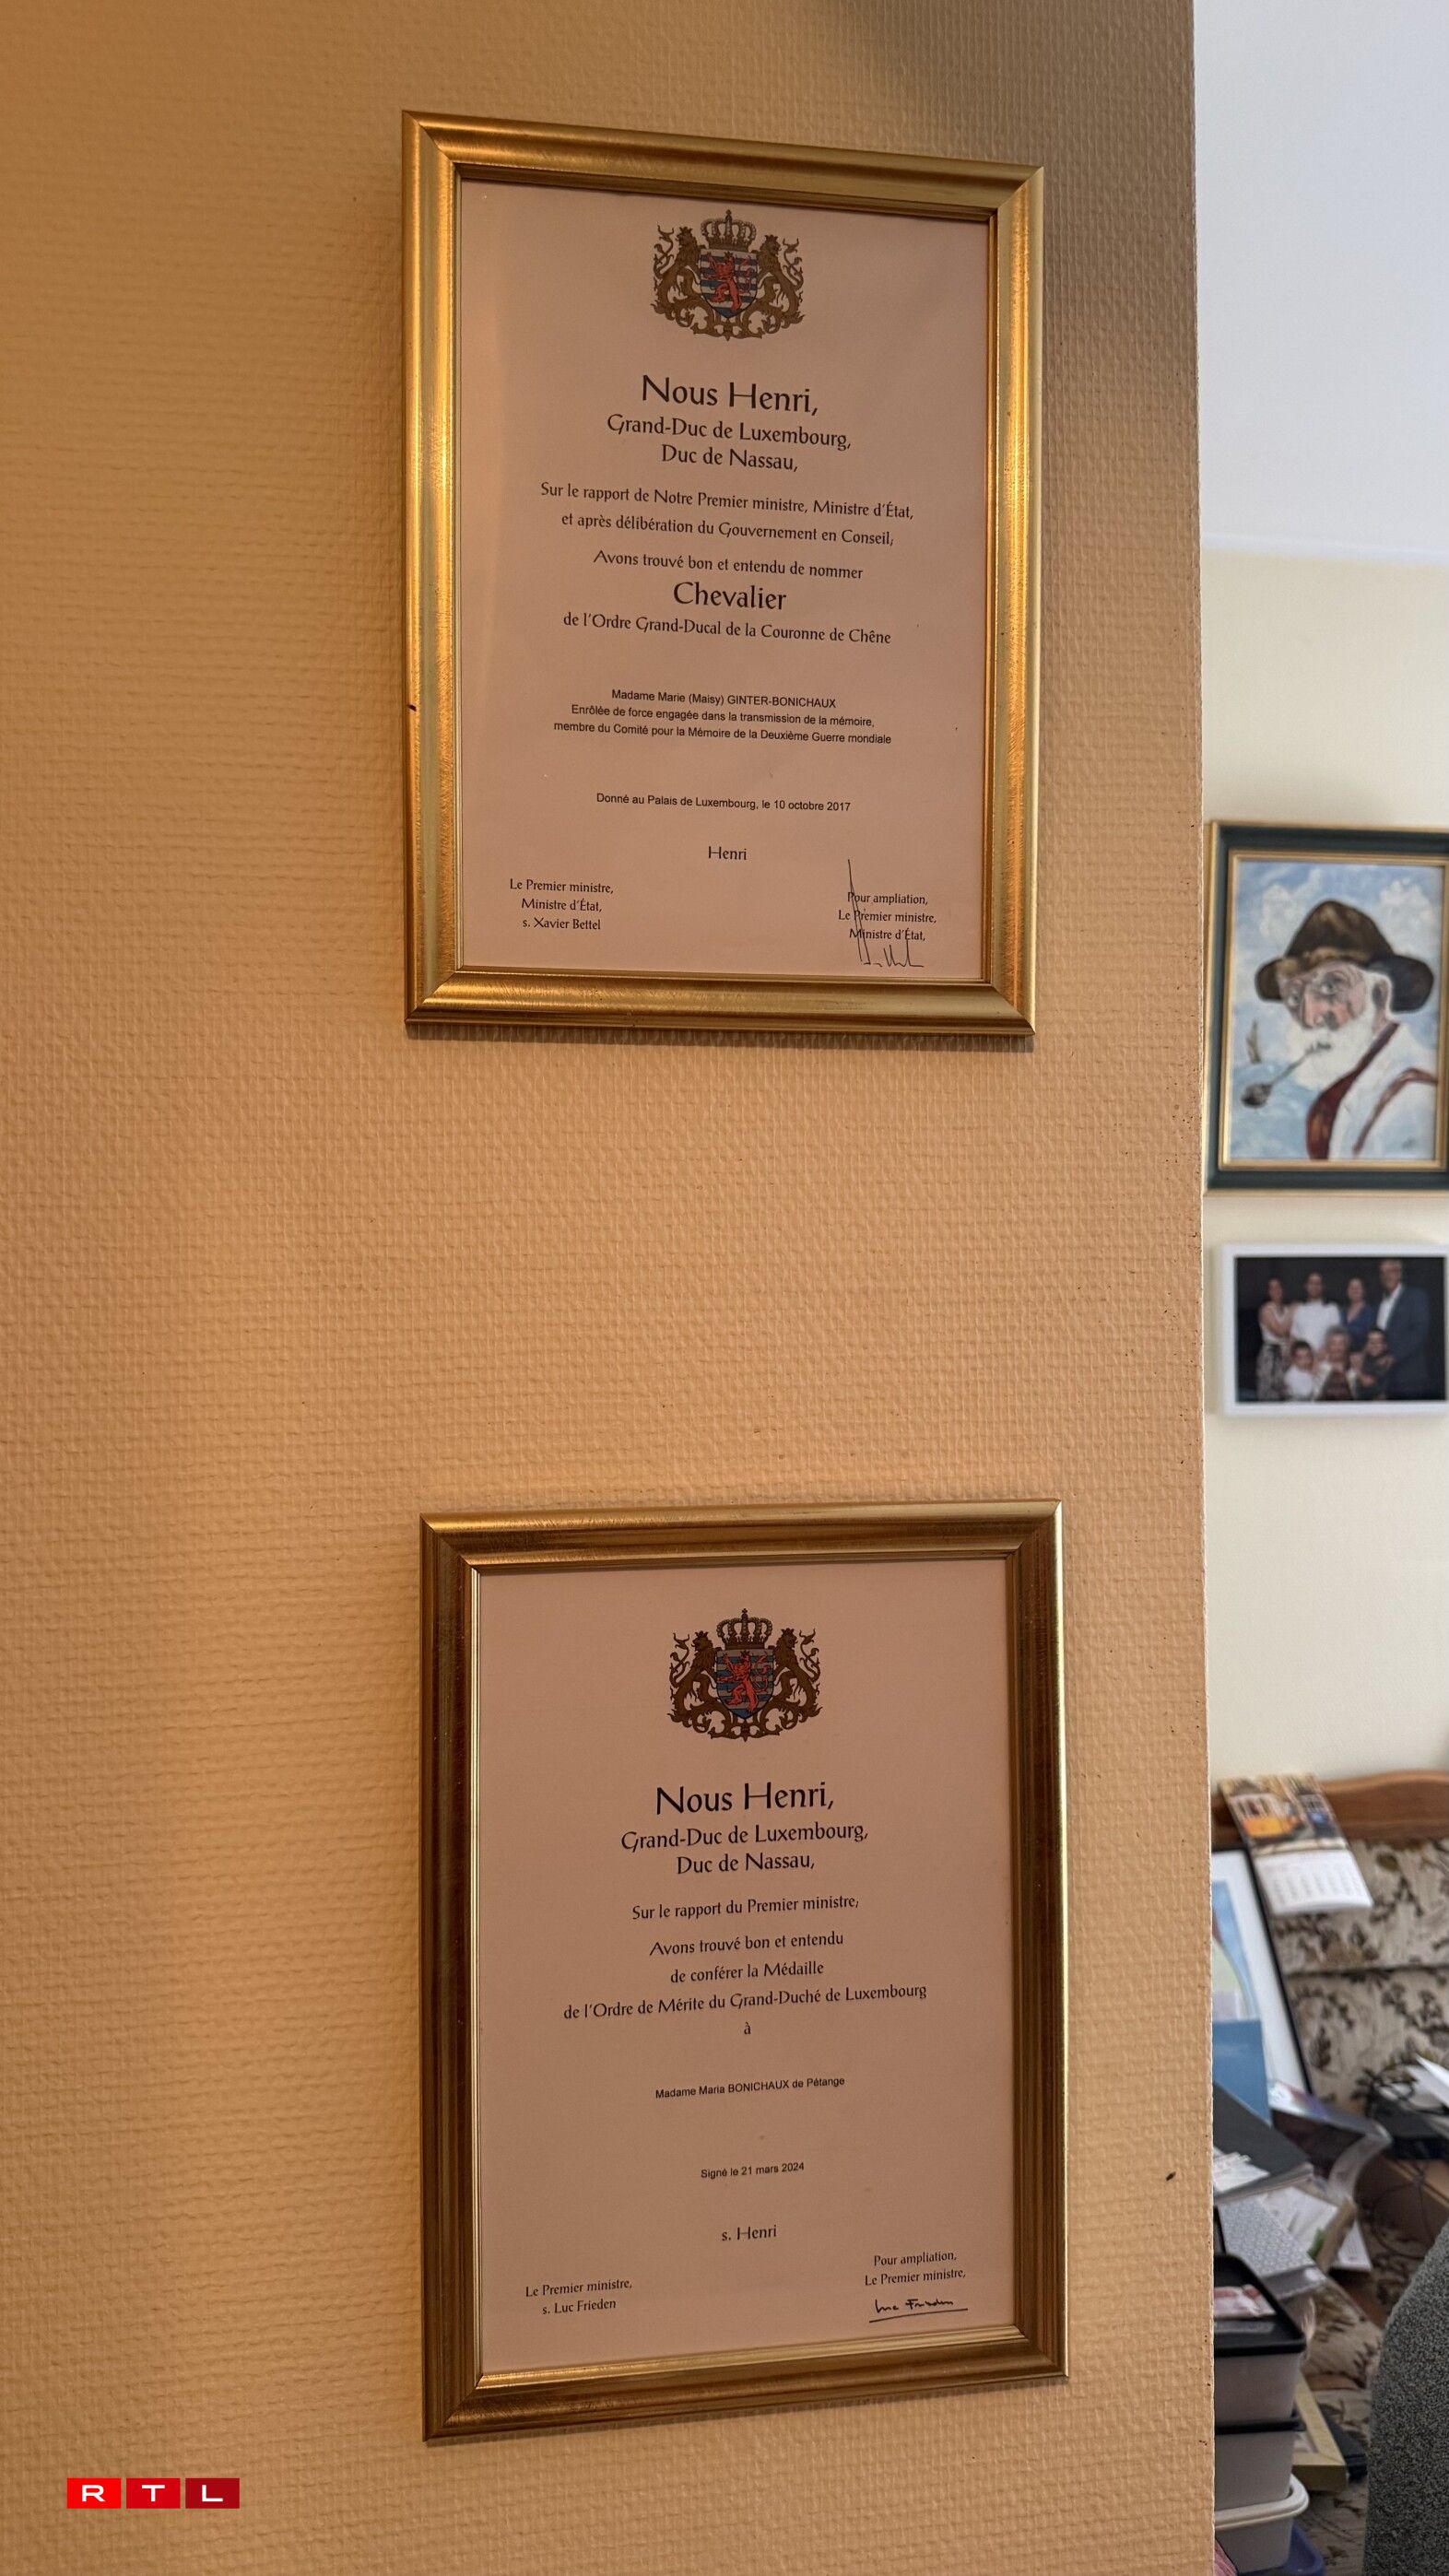 Nous Henri,
Grand-Duc de Luxembourg,
Duc de Nassau,
Sur le rapport de Notre Premier ministre, Ministre d'État,
et après délibération du Gouvernement en Conseil,
Avons trouvé bon et entendu de nommer
Chevalier
de l'Ordre Grand-Ducal de la Couronne de Chêne
Madame Marie (Maisy) GINTER-BONICHAUX
Enrôlée de force engagée dans la transmission de la mémoire,
membre du Comité pour la Mémoire de la Deuxième Guerre mondiale
Donné au Palais de Luxembourg, le 10 octobre 2017
Henri
Le Premier ministre,
Ministre d'État,
s. Xavier Bettel
Pour ampliation,
Le Premier ministre,
Ministre d'État,
Nous Henri,
Grand-Duc de Luxembourg,
Duc de Nassau,
Sur le rapport du Premier ministre,
Avons trouvé bon et entendu
de conférer la Médaille
de l'Ordre de Mérite du Grand-Duché de Luxembourg
à
Madame Maria BONICHAUX de Pétange
Signé le 21 mars 2024
s. Henri
Le Premier ministre,
s. Luc Frieden
Pour ampliation,
Le Premier ministre,
Luc Frieden
RTL